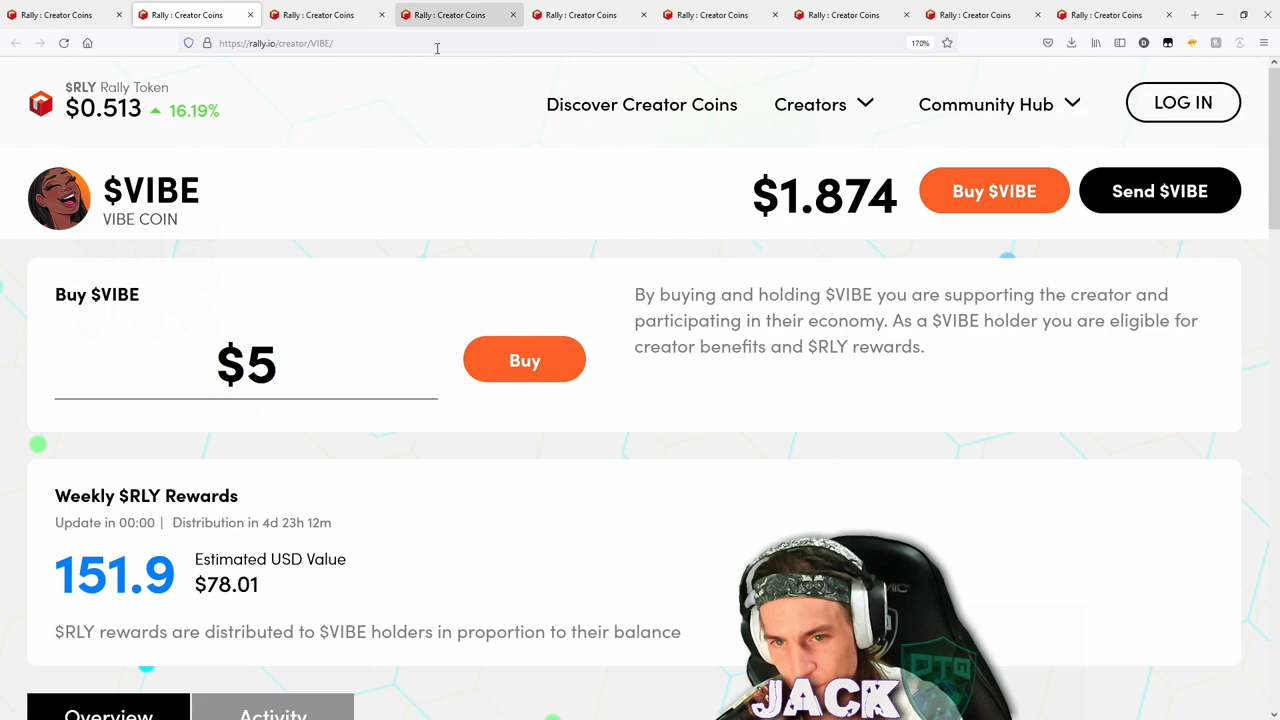 Rally : Creator Coins
Rally : Creator Coins
Rally : Creator Coins
Rally : Creator Coins
Rally : Creator Coins
Rally : Creator Coins
Rally : Creator Coins
Rally : Creator Coins
Rally : Creator Coins
https://rally.io/creator/VIBE/
170%
$RLY Rally Token
$0.513 16.19%
Discover Creator Coins
Creators
Community Hub
LOG IN
$VIBE
VIBE COIN
$1.874
Buy $VIBE
Send $VIBE
Buy $VIBE
$5
Buy
By buying and holding $VIBE you are supporting the creator and
participating in their economy. As a $VIBE holder you are eligible for
creator benefits and $RLY rewards.
Weekly $RLY Rewards
Update in 00:00 | Distribution in 4d 23h 12m
151.9
Estimated USD Value
$78.01
$RLY rewards are distributed to $VIBE holders in proportion to their balance
Overview
Activity
JACK